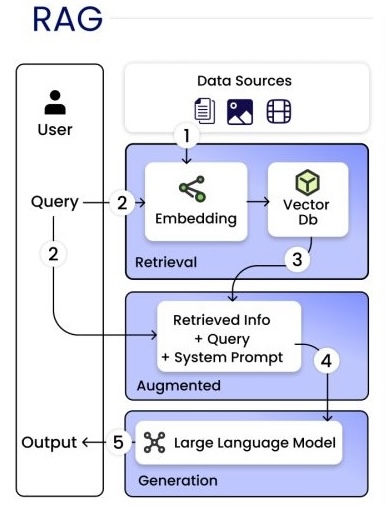 RAG
Data Sources
User
1
Query
2
Embedding
Vector
Db
2
3
Retrieval
Retrieved Info
+ Query
+ System Prompt
4
Augmented
Output
5
Large Language Model
Generation